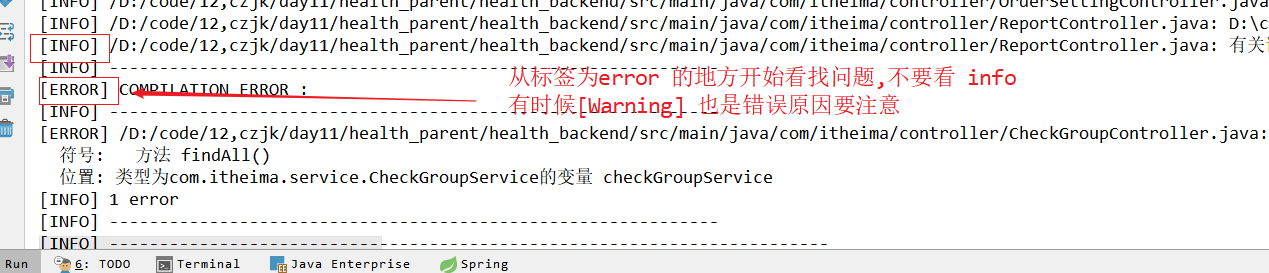 [INFO] /D:/code/12,czjk/day11/health_parent/health_backend/src/main/java/com/itheima/controller/OrderSettingController.java
[INFO] /D:/code/12,czjk/day11/health_parent/health_backend/src/main/java/com/itheima/controller/ReportController.java: D:\c
[INFO] /D:/code/12,czjk/day11/health_parent/health_backend/src/main/java/com/itheima/controller/ReportController.java: 有关
[INFO] -------------------------------------------------------------
从标签为error 的地方开始看找问题,不要看 info
[ERROR] COMPILATION ERROR :
有时候[Warning] 也是错误原因要注意
[INFO] -------------------------------------------------------------
[ERROR] /D:/code/12,czjk/day11/health_parent/health_backend/src/main/java/com/itheima/controller/CheckGroupController.java:
符号: 方法 findAll()
位置: 类型为com.itheima.service.CheckGroupService的变量 checkGroupService
[INFO] 1 error
[INFO] -------------------------------------------------------------
[INFO] ------------------------------------------------------------------------
Run 6: TODO Terminal Java Enterprise Spring